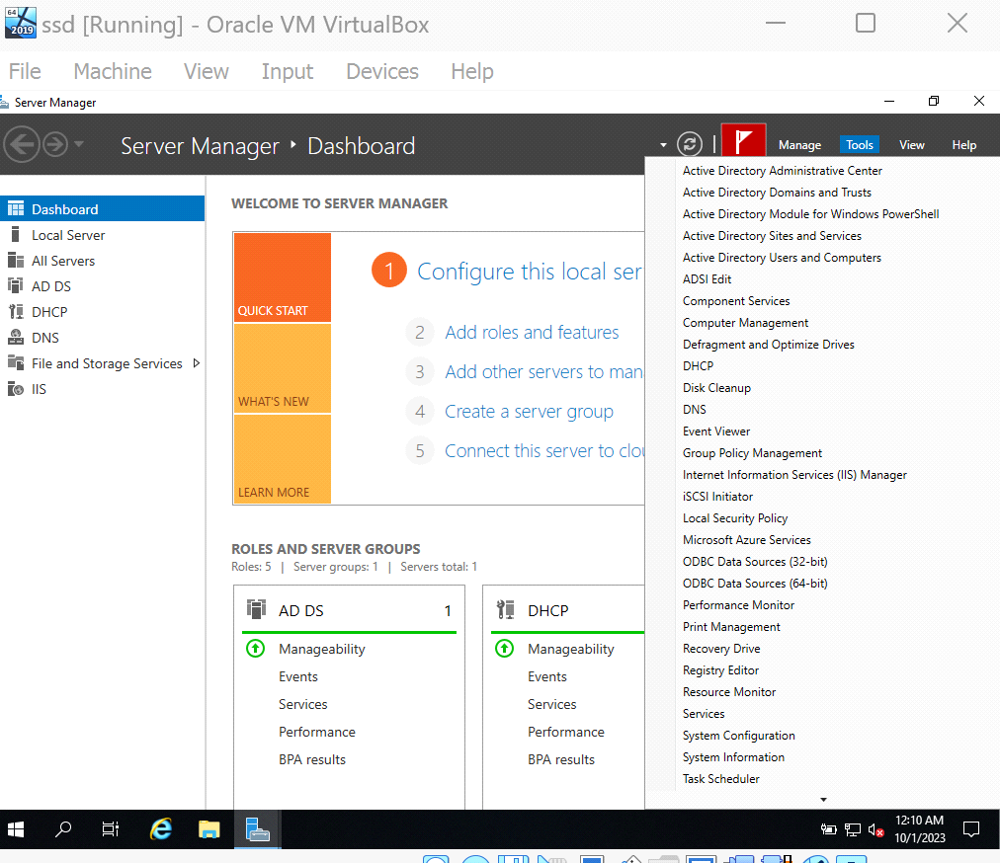 64
2019
ssd [Running] - Oracle VM VirtualBox
File Machine View Input Devices Help
Server Manager
Server Manager Dashboard
Manage Tools View Help
Dashboard
Local Server
All Servers
AD DS
DHCP
DNS
File and Storage Services
IIS
WELCOME TO SERVER MANAGER
QUICK START
WHAT'S NEW
LEARN MORE
1 Configure this local ser
2 Add roles and features
3 Add other servers to man
4 Create a server group
5 Connect this server to clou
ROLES AND SERVER GROUPS
Roles: 5 | Server groups: 1 | Servers total: 1
AD DS 1
Manageability
Events
Services
Performance
BPA results
DHCP
Manageability
Events
Services
Performance
BPA results
Active Directory Administrative Center
Active Directory Domains and Trusts
Active Directory Module for Windows PowerShell
Active Directory Sites and Services
Active Directory Users and Computers
ADSI Edit
Component Services
Computer Management
Defragment and Optimize Drives
DHCP
Disk Cleanup
DNS
Event Viewer
Group Policy Management
Internet Information Services (IIS) Manager
iSCSI Initiator
Local Security Policy
Microsoft Azure Services
ODBC Data Sources (32-bit)
ODBC Data Sources (64-bit)
Performance Monitor
Print Management
Recovery Drive
Registry Editor
Resource Monitor
Services
System Configuration
System Information
Task Scheduler
12:10 AM
10/1/2023